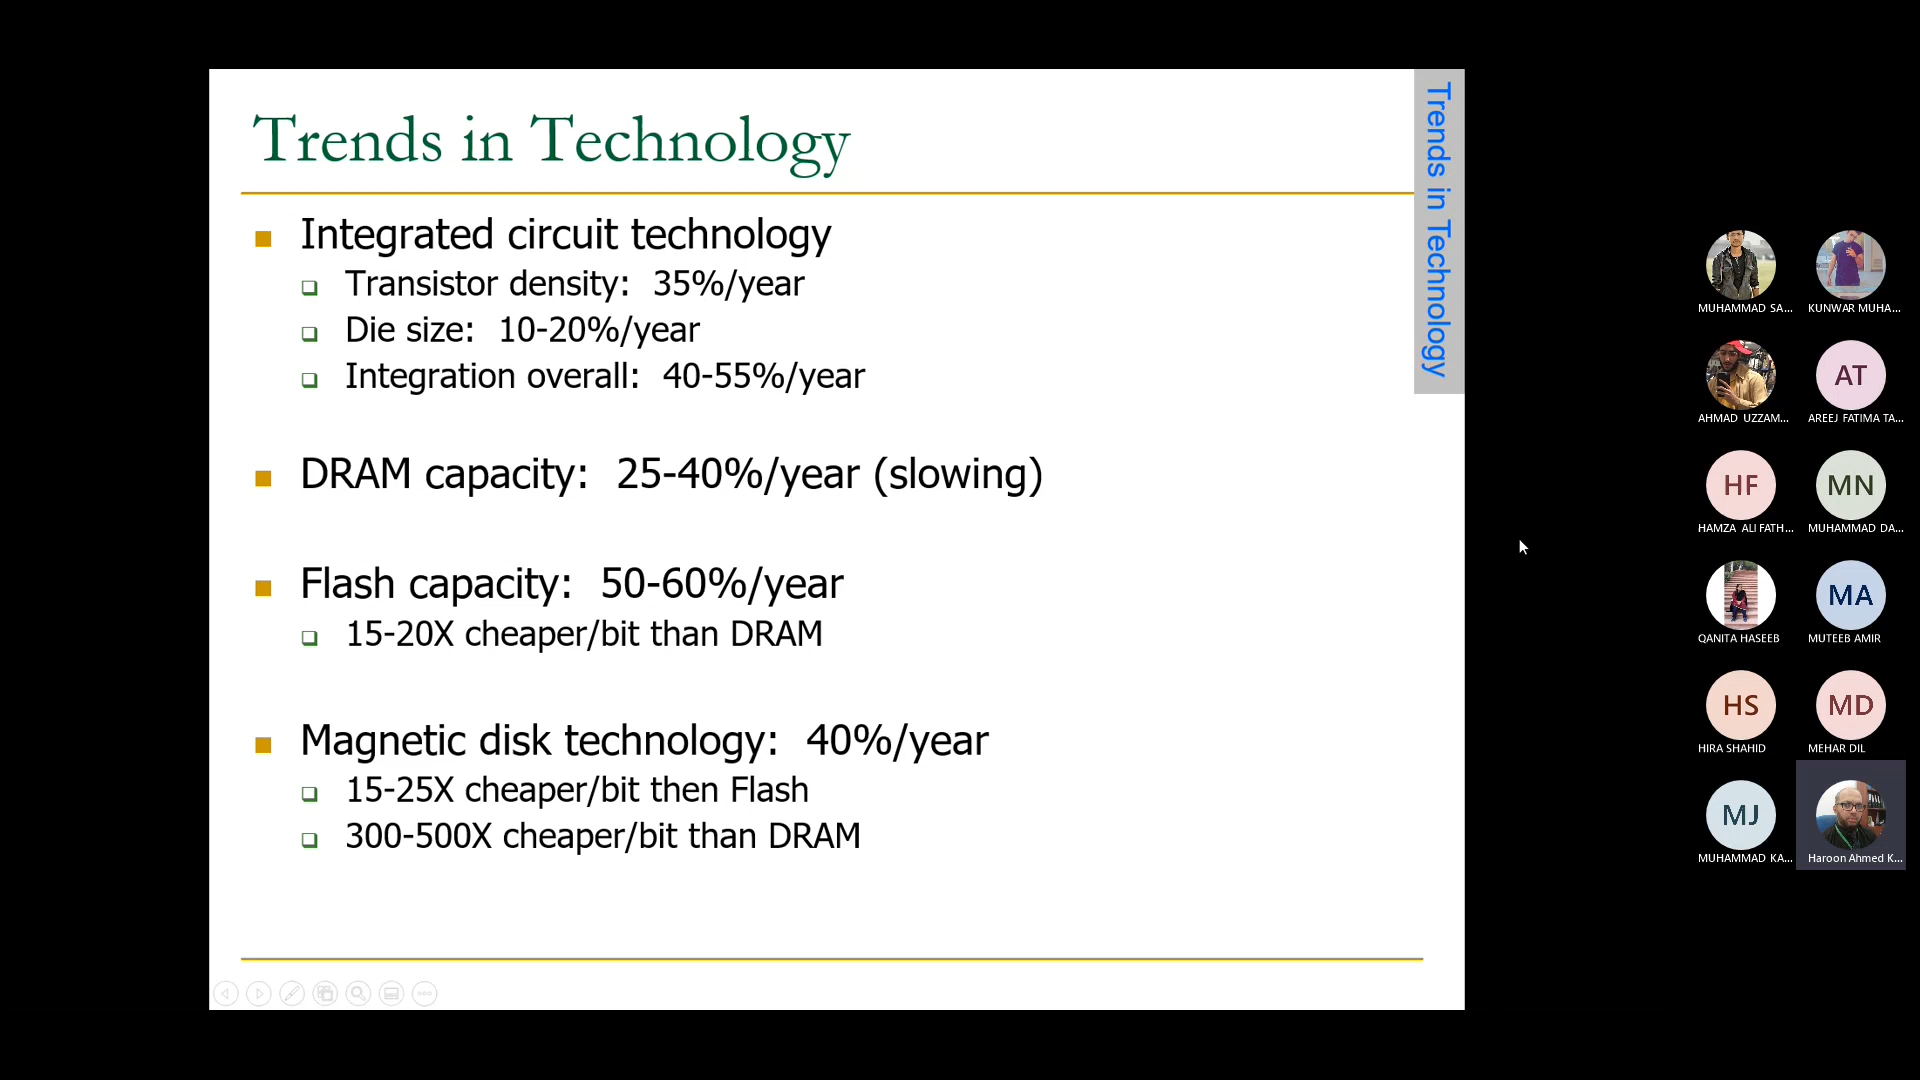 Trends in Technology
Trends in Technology
Integrated circuit technology
Transistor density: 35%/year
Die size: 10-20%/year
Integration overall: 40-55%/year
DRAM capacity: 25-40%/year (slowing)
Flash capacity: 50-60%/year
15-20X cheaper/bit than DRAM
Magnetic disk technology: 40%/year
15-25X cheaper/bit then Flash
300-500X cheaper/bit than DRAM
MUHAMMAD SA...
KUNWAR MUHA...
AT
AHMAD UZZAM...
AREEJ FATIMA TA...
HF
MN
HAMZA ALI FATH...
MUHAMMAD DA...
MA
QANITA HASEEB
MUTEEB AMIR
HS
MD
HIRA SHAHID
MEHAR DIL
MJ
MUHAMMAD KA...
Haroon Ahmed K...